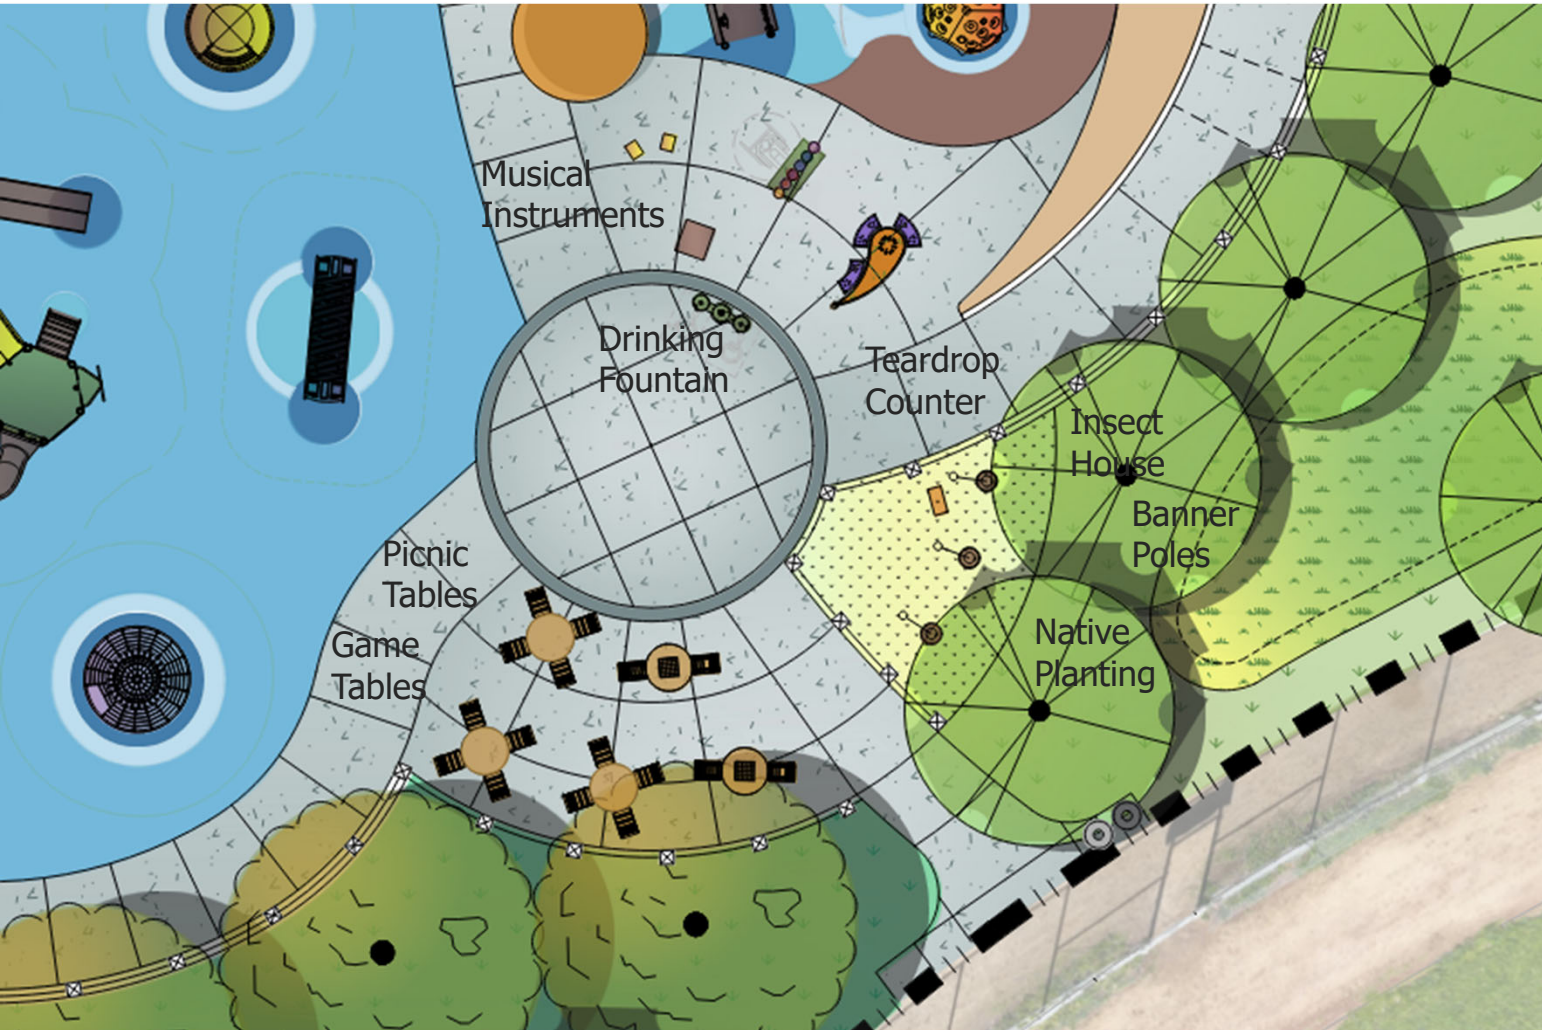 Musical
Instruments
Drinking
Fountain
Teardrop
Counter
Insect
House
Banner
Poles
Picnic
Tables
Game
Tables
Native
Planting